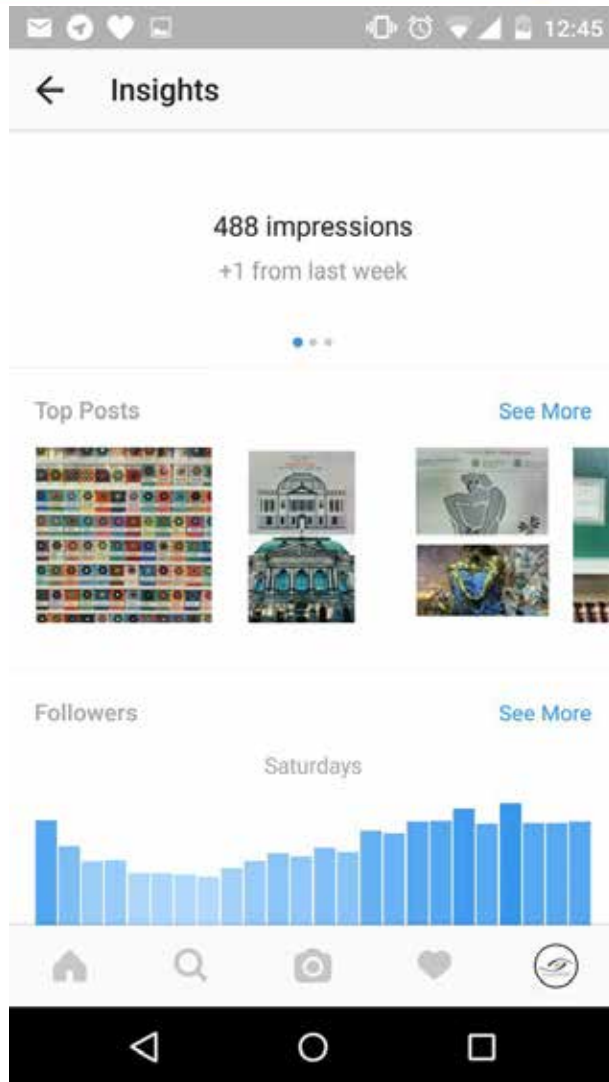 12:45
Insights
488 impressions
+1 from last week
Top Posts
See More
Followers
See More
Saturdays